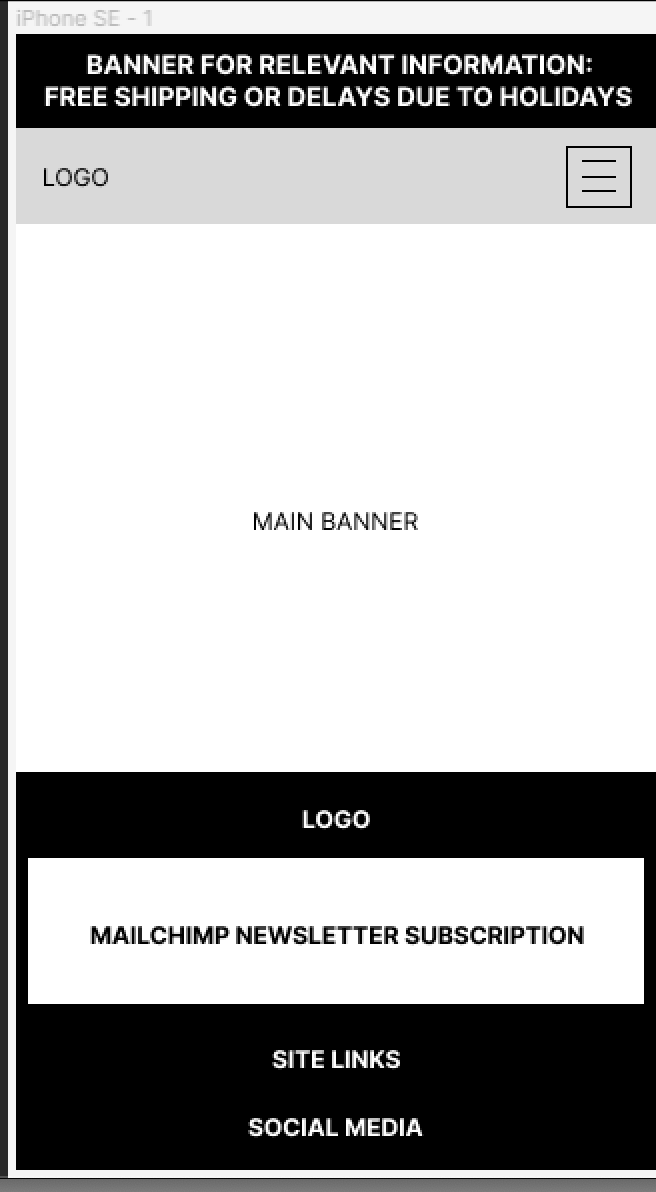 iPhone SE - 1
BANNER FOR RELEVANT INFORMATION:
FREE SHIPPING OR DELAYS DUE TO HOLIDAYS
LOGO
MAIN BANNER
LOGO
MAILCHIMP NEWSLETTER SUBSCRIPTION
SITE LINKS
SOCIAL MEDIA